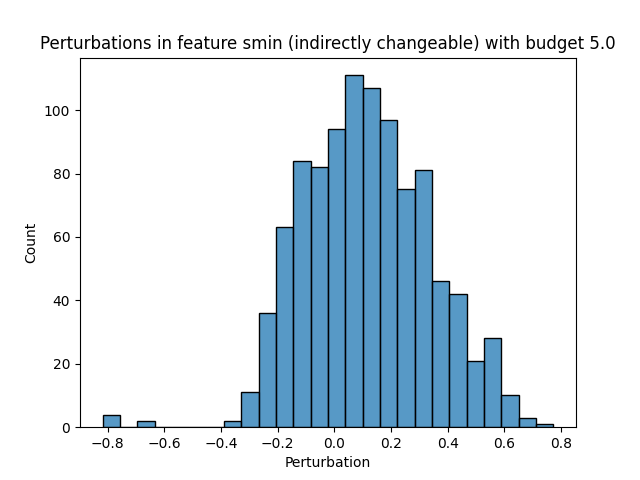 Perturbations in feature smin (indirectly changeable) with budget 5.0
Count
100
80
60
40
20
0
−0.8 −0.6 −0.4 −0.2 0.0 0.2 0.4 0.6 0.8
Perturbation